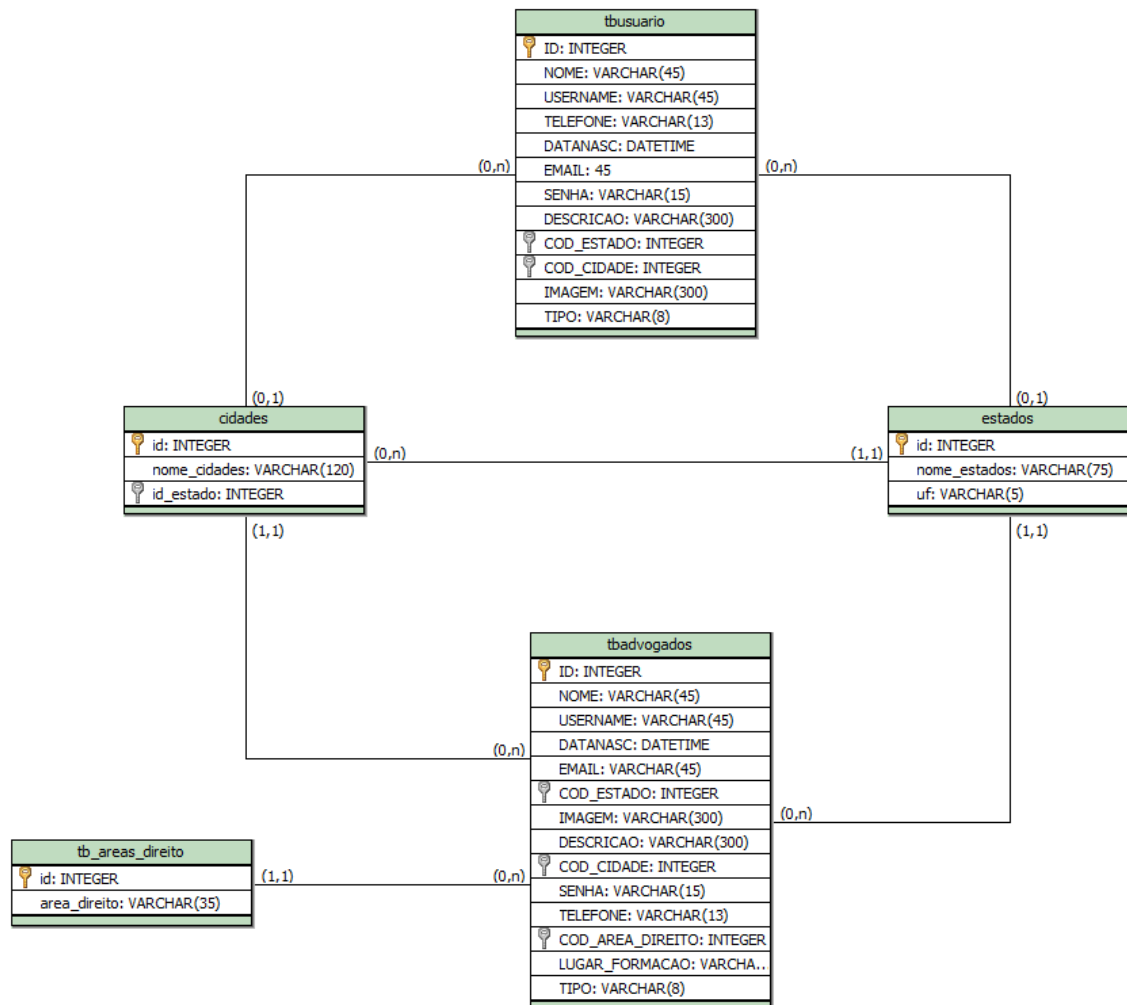 tbusuario
ID: INTEGER
NOME: VARCHAR(45)
USERNAME: VARCHAR(45)
TELEFONE: VARCHAR(13)
DATANASC: DATETIME
EMAIL: 45
SENHA: VARCHAR(15)
DESCRICAO: VARCHAR(300)
COD_ESTADO: INTEGER
COD_CIDADE: INTEGER
IMAGEM: VARCHAR(300)
TIPO: VARCHAR(8)
(0,n)
(0,n)
(0,1)
(0,1)
cidades
id: INTEGER
nome_cidades: VARCHAR(120)
id_estado: INTEGER
(0,n)
(1,1)
estados
id: INTEGER
nome_estados: VARCHAR(75)
uf: VARCHAR(5)
(1,1)
(1,1)
tbadvogados
ID: INTEGER
NOME: VARCHAR(45)
USERNAME: VARCHAR(45)
DATANASC: DATETIME
EMAIL: VARCHAR(45)
COD_ESTADO: INTEGER
IMAGEM: VARCHAR(300)
DESCRICAO: VARCHAR(300)
COD_CIDADE: INTEGER
SENHA: VARCHAR(15)
TELEFONE: VARCHAR(13)
COD_AREA_DIREITO: INTEGER
LUGAR_FORMACAO: VARCHA...
TIPO: VARCHAR(8)
(0,n)
(0,n)
tb_areas_direito
id: INTEGER
area_direito: VARCHAR(35)
(1,1)
(0,n)